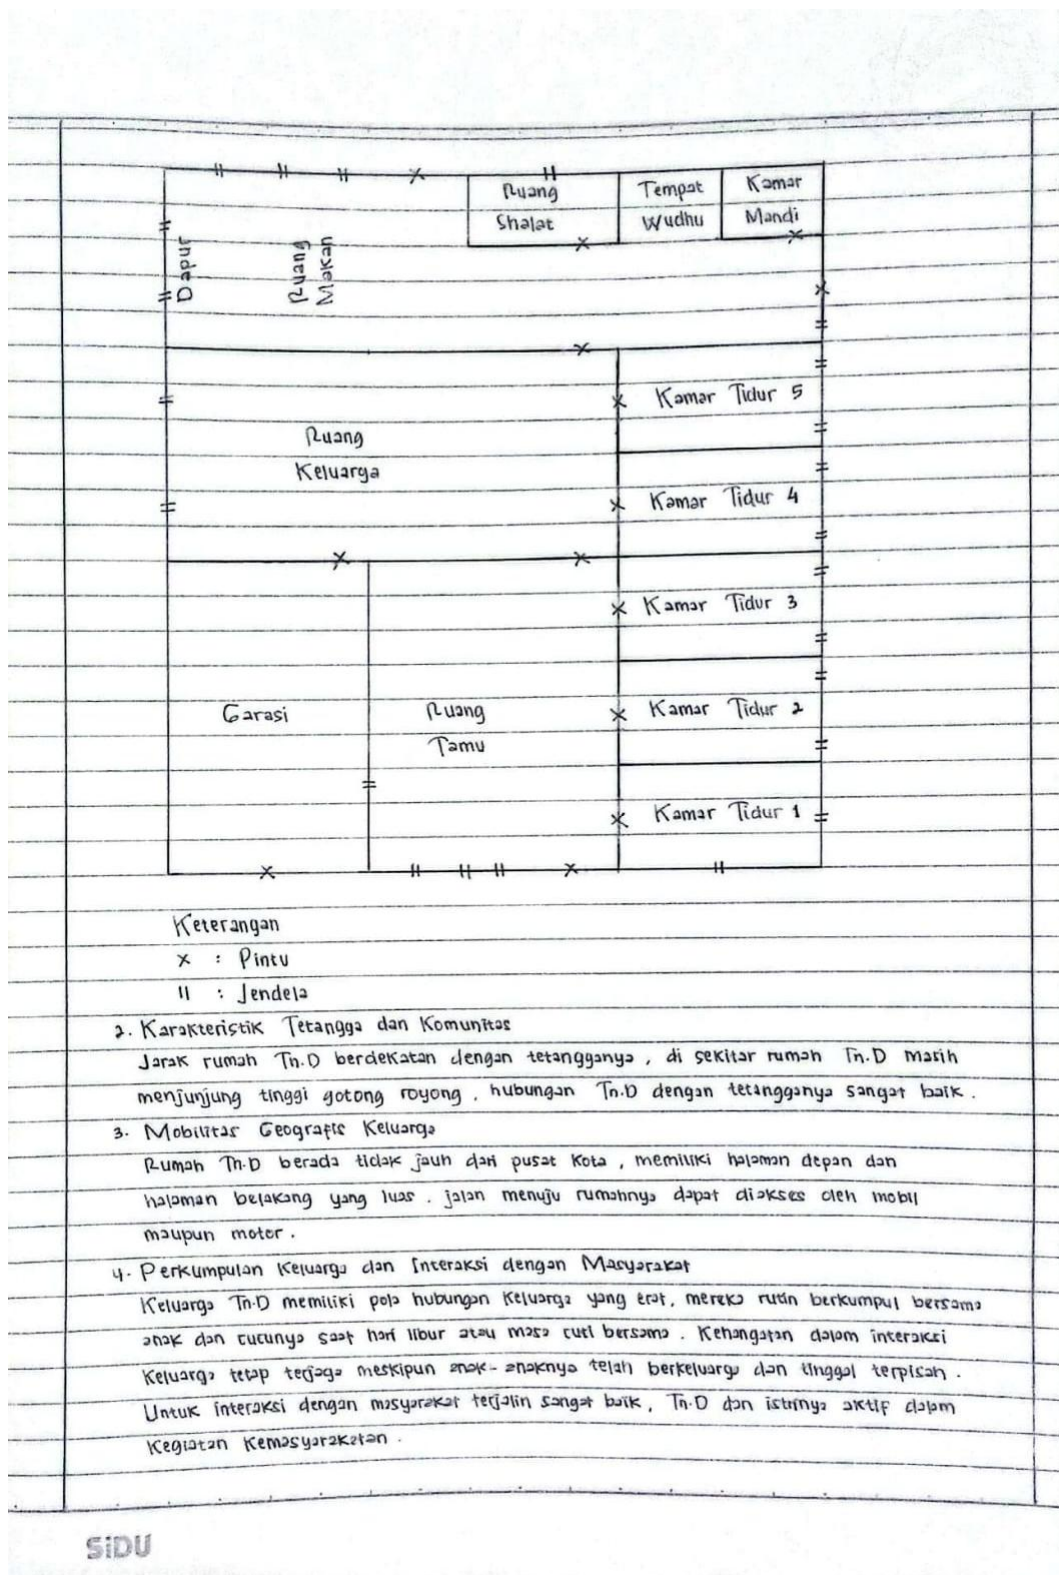 Ruang
Shalat
Tempat
Wudhu
Kamar
Mandi
Dapur
Ruang
Makan
Kamar Tidur 5
Ruang
Keluarga
Kamar Tidur 4
Kamar Tidur 3
Garasi
Ruang
Tamu
Kamar Tidur 2
Kamar Tidur 1
Keterangan
x : Pintu
11 : Jendela
2. Karakteristik Tetangga dan Komunitas
Jarak rumah Tn.D berdekatan dengan tetangganya, di sekitar rumah Tn.D masih
menjunjung tinggi gotong royong, hubungan Tn.D dengan tetangganya sangat baik.
3. Mobilitas Geografis Keluarga
Rumah Tn.D berada tidak jauh dari pusat kota, memiliki halaman depan dan
halaman belakang yang luas. jalan menuju rumahnya dapat diakses oleh mobil
maupun motor.
4. Perkumpulan Keluarga dan Interaksi dengan Masyarakat
Keluarga Tn.D memiliki pola hubungan keluarga yang erat, mereka rutin berkumpul bersama
anak dan cucunya saat hari libur atau masa cuti bersama. Kehangatan dalam interaksi
keluarga tetap terjaga meskipun anak-anaknya telah berkeluarga dan tinggal terpisah.
Untuk interaksi dengan masyarakat terjalin sangat baik, Tn.D dan istrinya aktif dalam
kegiatan kemasyarakatan.
SiDU